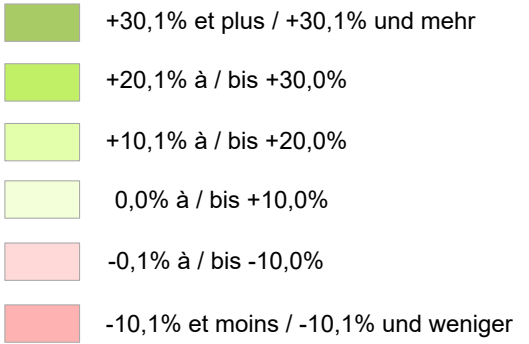 +30,1% et plus / +30,1% und mehr
+20,1% à / bis +30,0%
+10,1% à / bis +20,0%
0,0% à / bis +10,0%
-0,1% à / bis -10,0%
-10,1% et moins / -10,1% und weniger